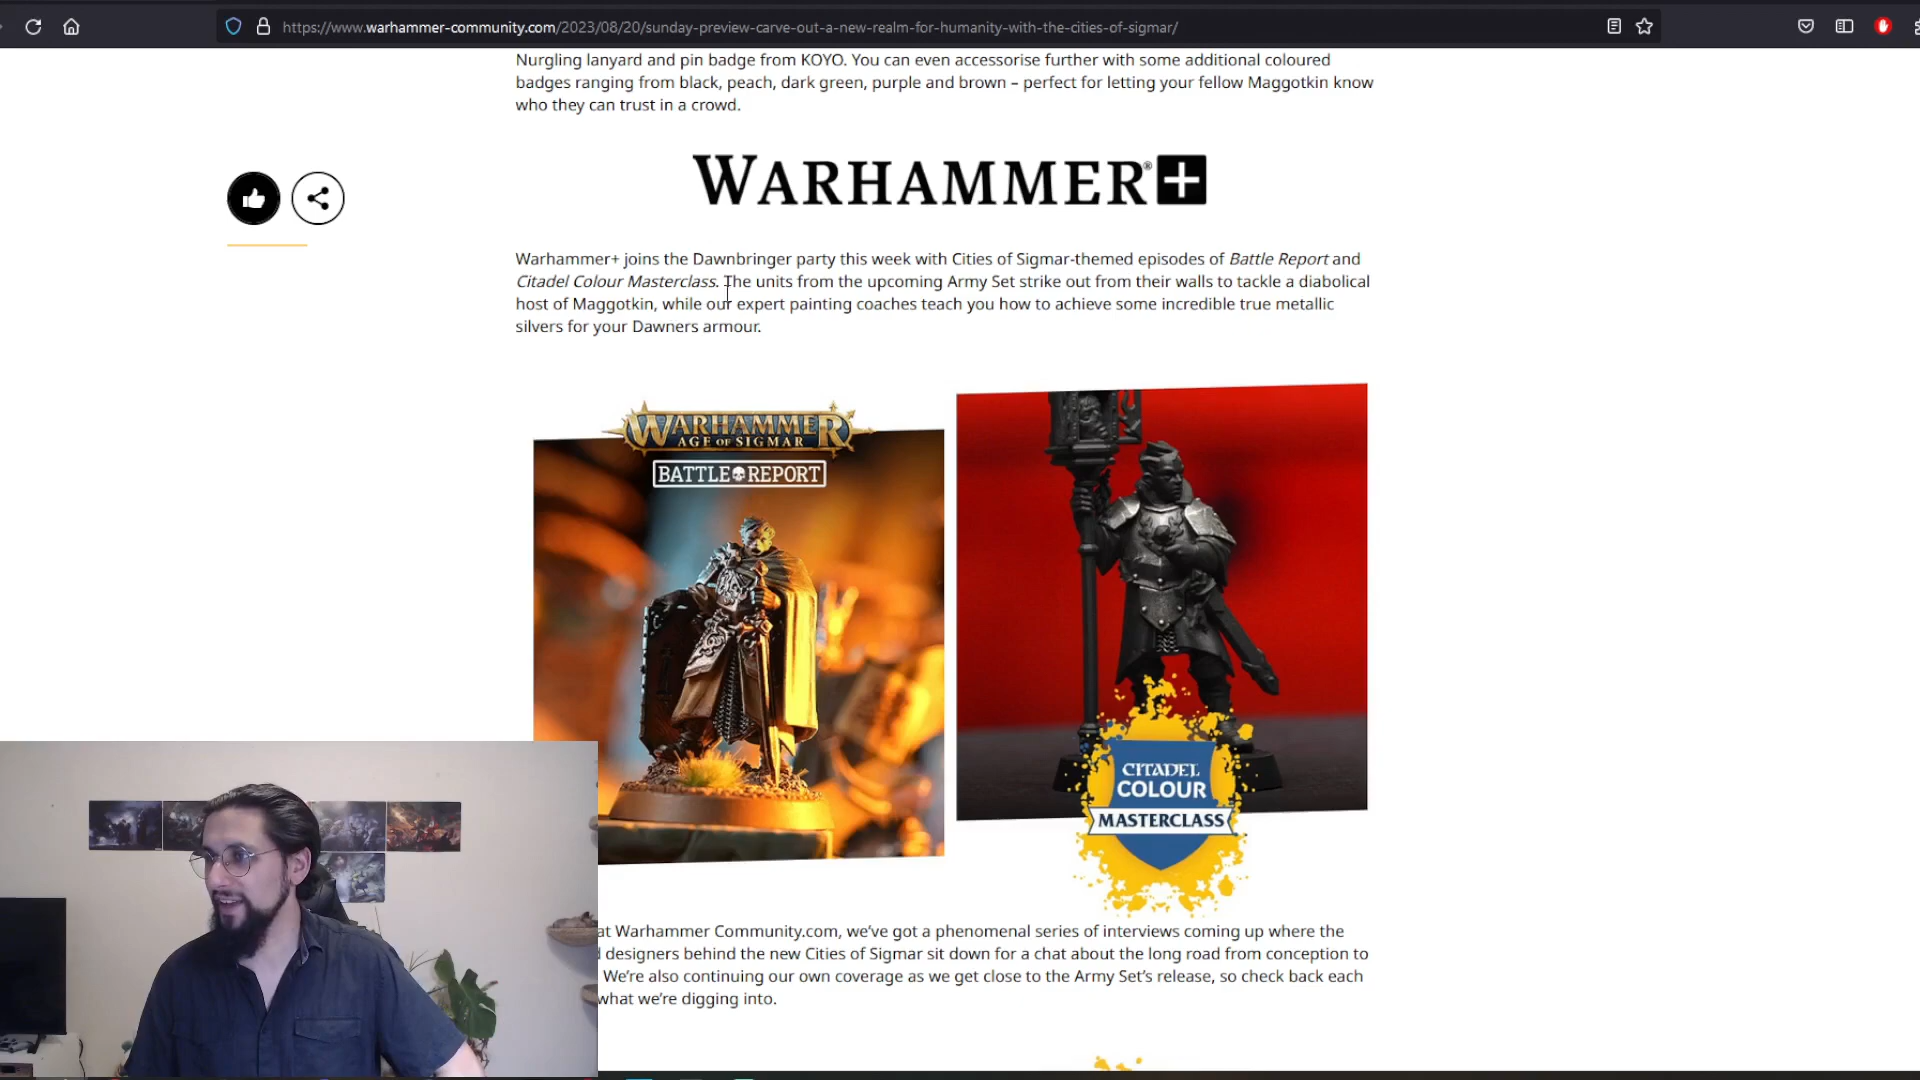 https://www.warhammer-community.com/2023/08/20/sunday-preview-carve-out-a-new-realm-for-humanity-with-the-cities-of-sigmar/
Nurgling lanyard and pin badge from KOYO. You can even accessorise further with some additional coloured
badges ranging from black, peach, dark green, purple and brown – perfect for letting your fellow Maggotkin know
who they can trust in a crowd.
WARHAMMER®+
Warhammer+ joins the Dawnbringer party this week with Cities of Sigmar-themed episodes of Battle Report and
Citadel Colour Masterclass. The units from the upcoming Army Set strike out from their walls to tackle a diabolical
host of Maggotkin, while our expert painting coaches teach you how to achieve some incredible true metallic
silvers for your Dawners armour.
WARHAMMER
AGE OF SIGMAR
BATTLE REPORT
CITADEL
COLOUR
MASTERCLASS
at Warhammer Community.com, we've got a phenomenal series of interviews coming up where the
designers behind the new Cities of Sigmar sit down for a chat about the long road from conception to
We're also continuing our own coverage as we get close to the Army Set's release, so check back each
what we're digging into.